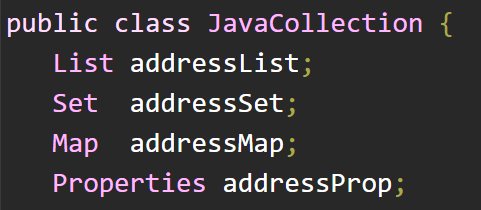 public class JavaCollection {
   List addressList;
   Set  addressSet;
   Map  addressMap;
   Properties addressProp;